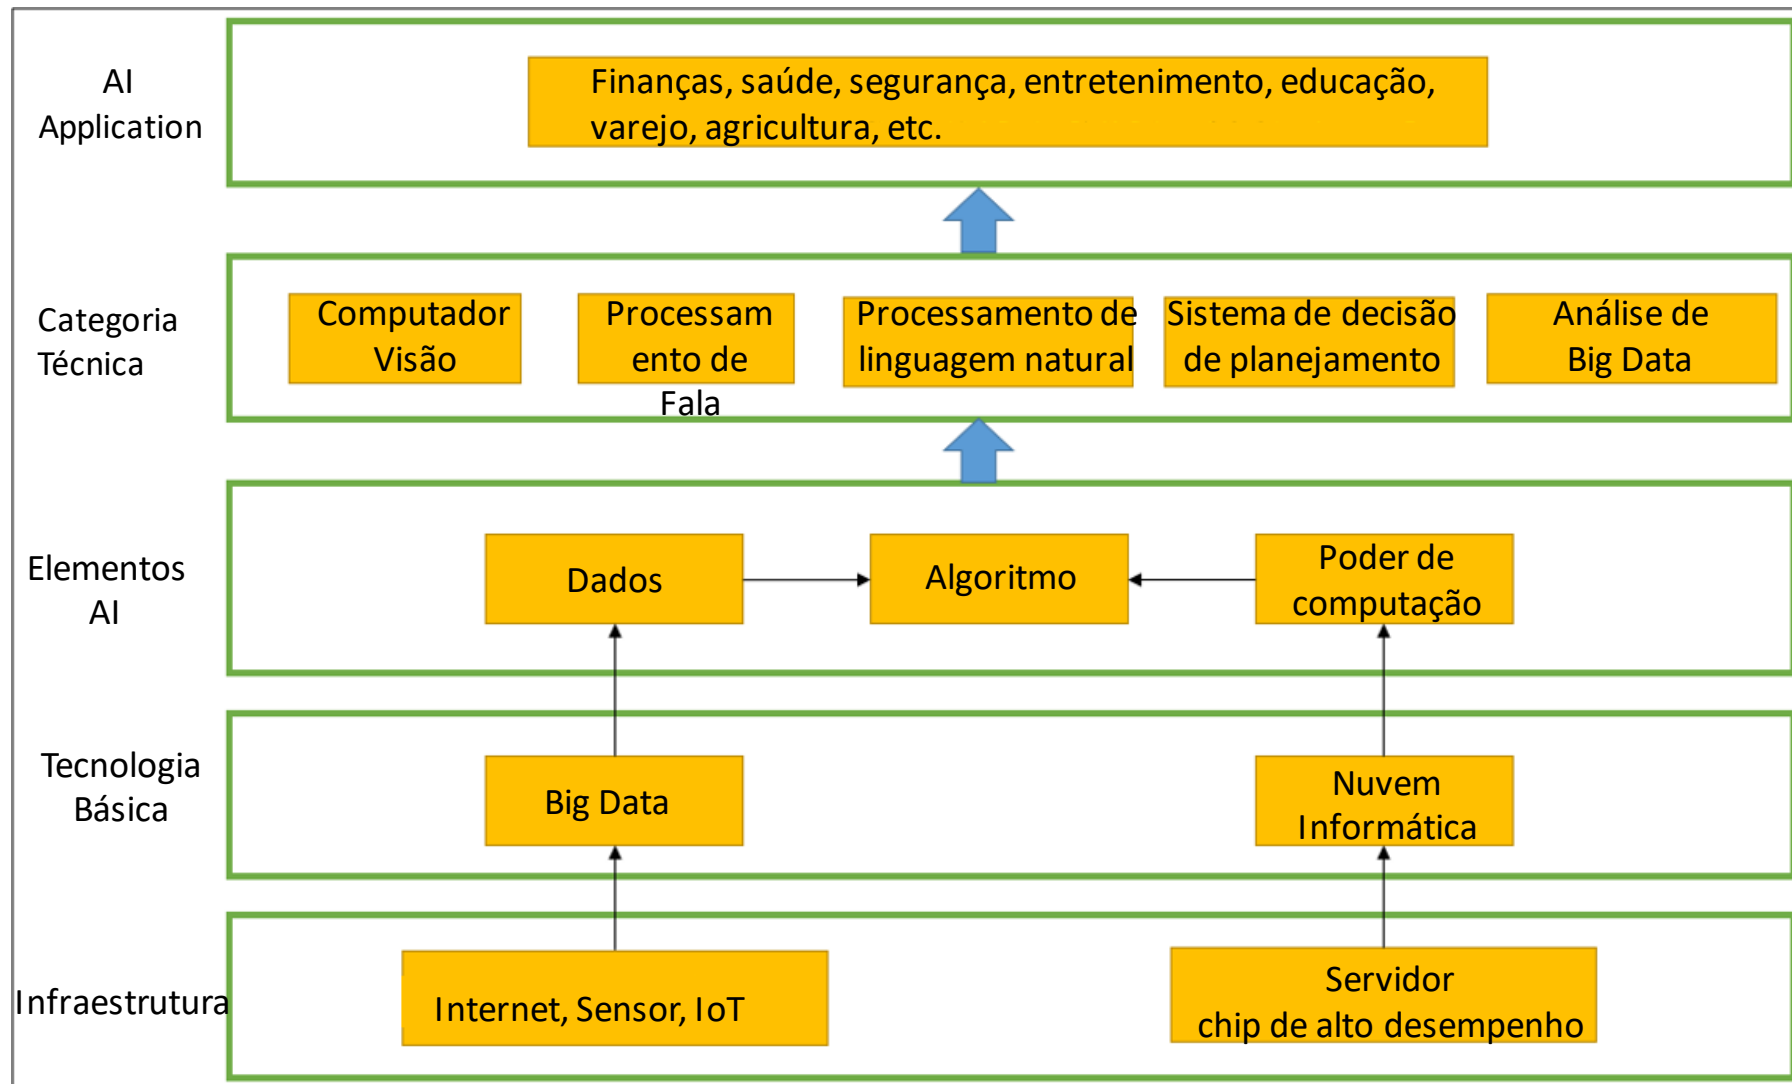 AI
Application
Finanças, saúde, segurança, entretenimento, educação,
varejo, agricultura, etc.
Categoria
Técnica
Computador
Visão
Processam
ento de
Fala
Processamento de
linguagem natural
Sistema de decisão
de planejamento
Análise de
Big Data
Elementos
AI
Dados
Algoritmo
Poder de
computação
Tecnologia
Básica
Big Data
Nuvem
Informática
Infraestrutura
Internet, Sensor, IoT
Servidor
chip de alto desempenho